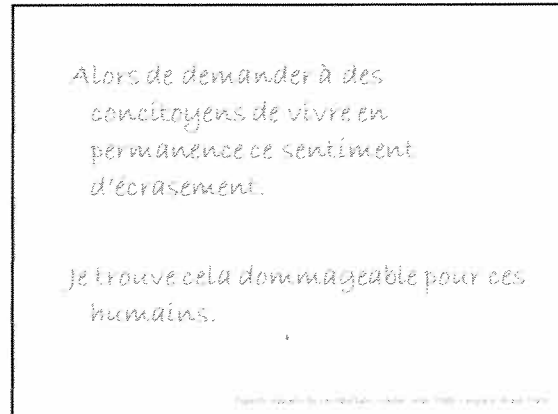 Alors de demander à des
concitoyens de vivre en
permanence ce sentiment
d'écrasement.
Je trouve cela dommageable pour ces
humains.